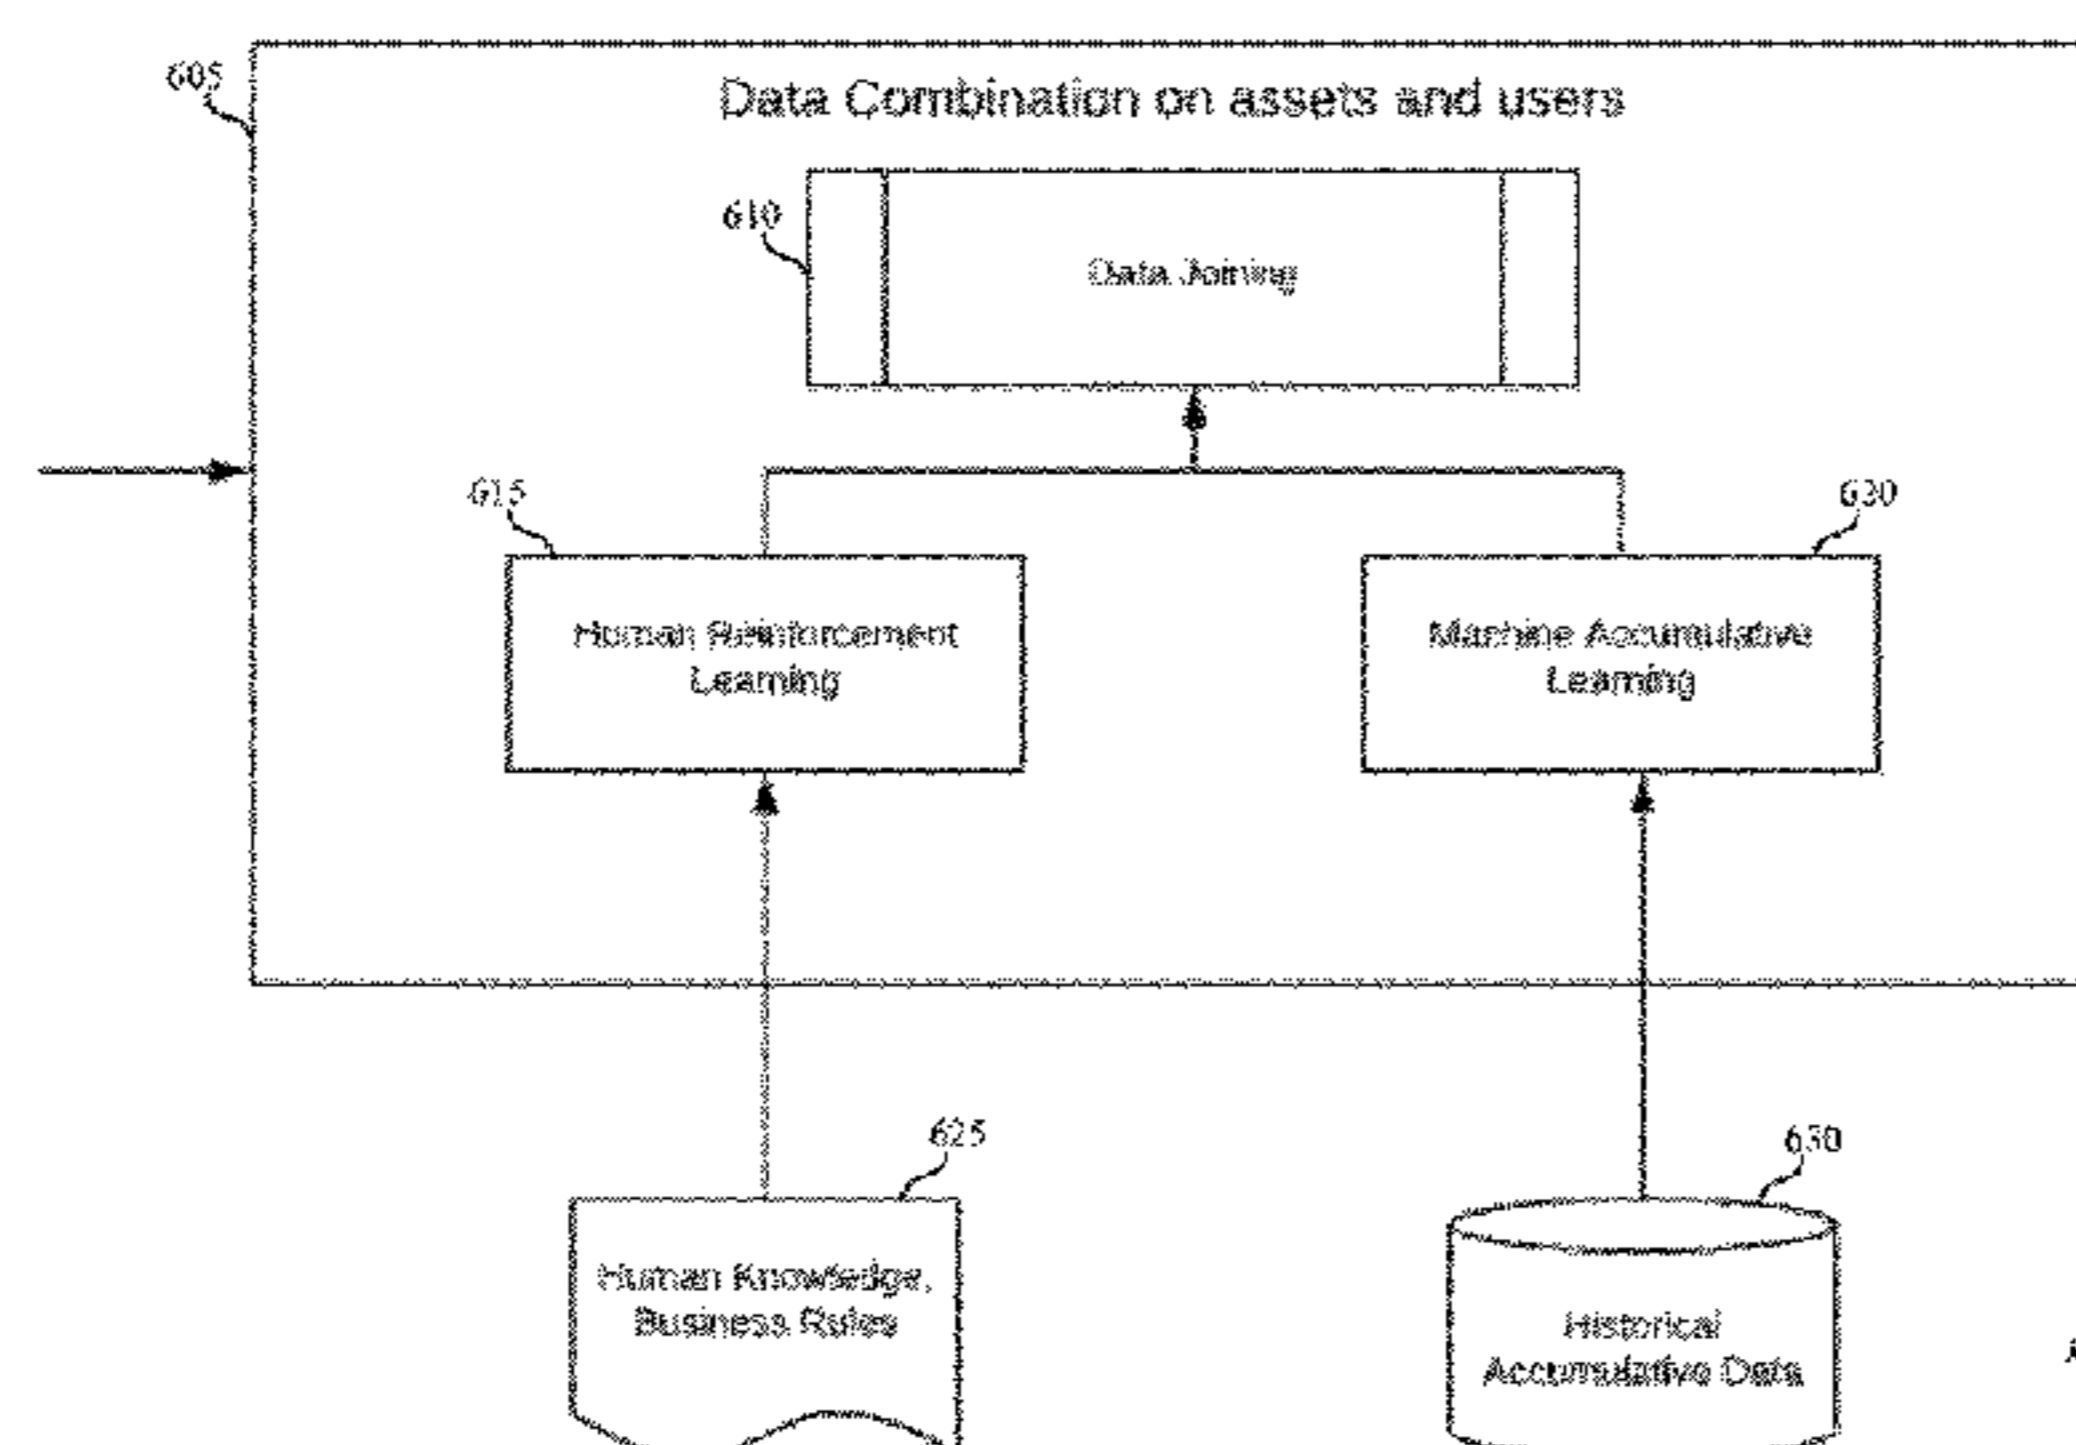 605
Data Combination on assets and users
610
Data Joining
615
620
Human Reinforcement
Learning
Machine Accumulative
Learning
625
630
Human Knowledge,
Business Rules
Historical
Accumulative Data